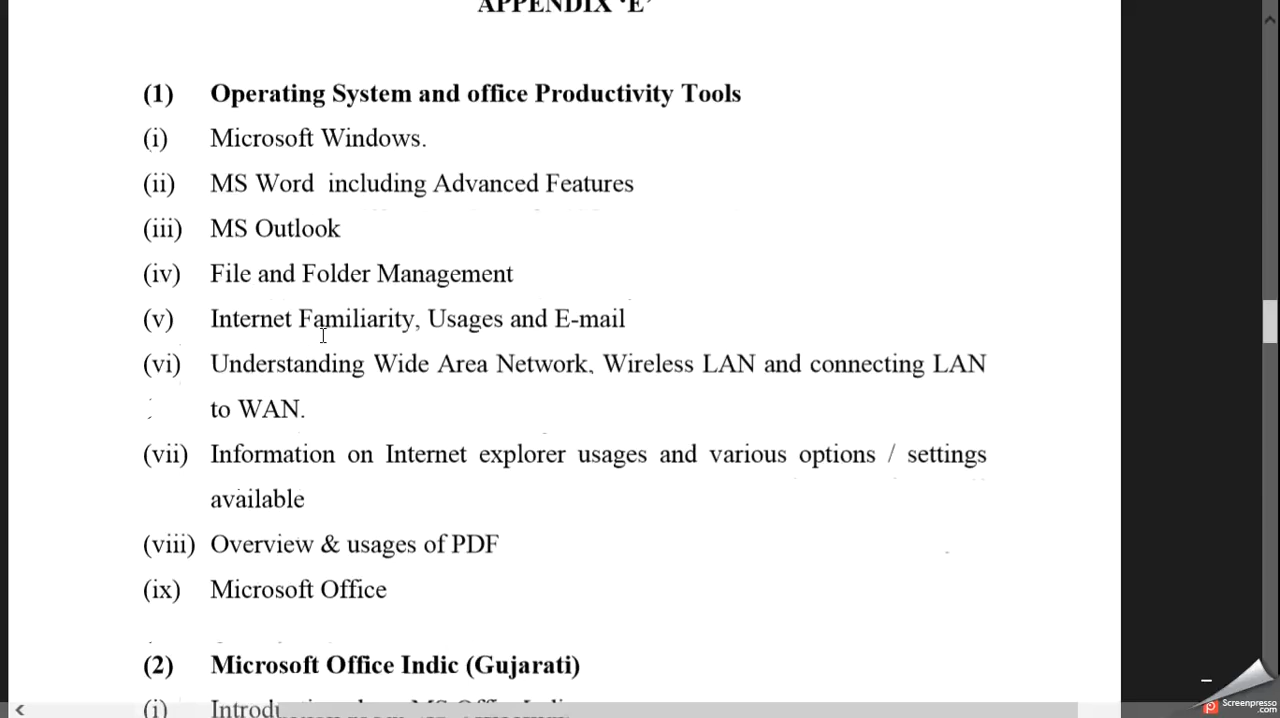 APPENDIX 'E'
(1) Operating System and office Productivity Tools
(i) Microsoft Windows.
(ii) MS Word including Advanced Features
(iii) MS Outlook
(iv) File and Folder Management
(v) Internet Familiarity, Usages and E-mail
(vi) Understanding Wide Area Network, Wireless LAN and connecting LAN
to WAN.
(vii) Information on Internet explorer usages and various options / settings
available
(viii) Overview & usages of PDF
(ix) Microsoft Office
(2) Microsoft Office Indic (Gujarati)
(i)
Screenpresso
.com